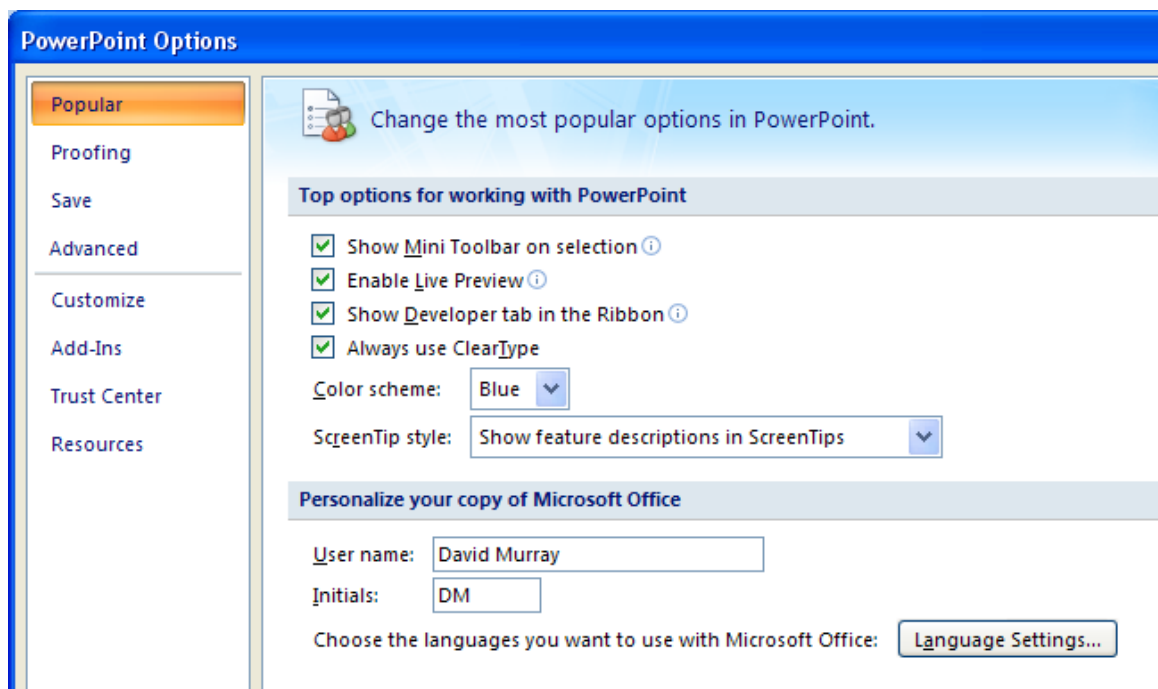 PowerPoint Options
Popular
Proofing
Save
Advanced
Customize
Add-Ins
Trust Center
Resources
Change the most popular options in PowerPoint.
Top options for working with PowerPoint
Show Mini Toolbar on selection
Enable Live Preview
Show Developer tab in the Ribbon
Always use ClearType
Color scheme: Blue
ScreenTip style: Show feature descriptions in ScreenTips
Personalize your copy of Microsoft Office
User name: David Murray
Initials: DM
Choose the languages you want to use with Microsoft Office: Language Settings...